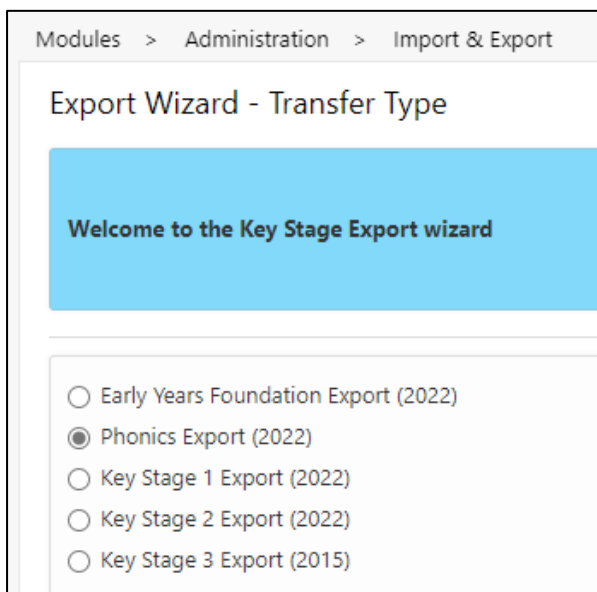 Modules > Administration > Import & Export
Export Wizard - Transfer Type
Welcome to the Key Stage Export wizard
Early Years Foundation Export (2022)
Phonics Export (2022)
Key Stage 1 Export (2022)
Key Stage 2 Export (2022)
Key Stage 3 Export (2015)